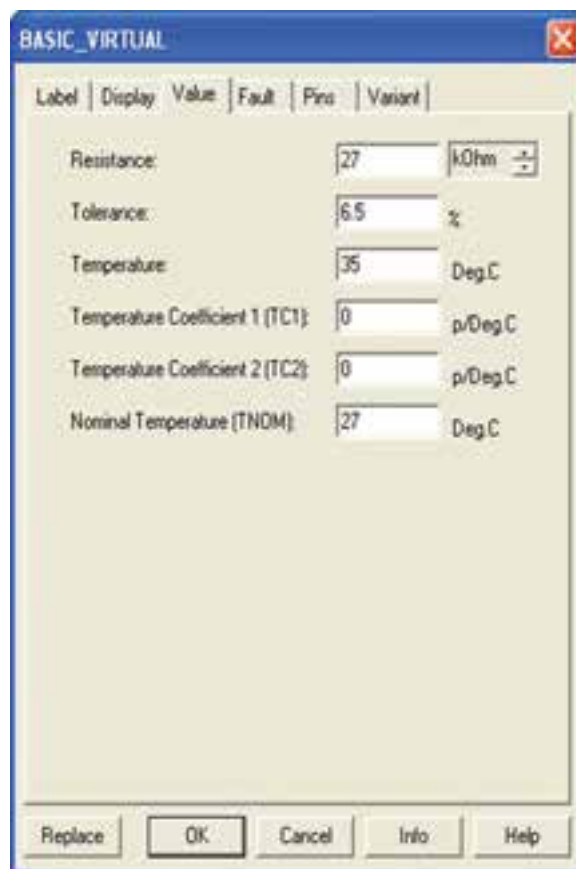 BASIC_VIRTUAL
Label Display Value Fault Pins Variant
Resistance: 27 kOhm
Tolerance: 6.5 %
Temperature: 35 Deg.C
Temperature Coefficient 1 (TC1): 0 p/Deg.C
Temperature Coefficient 2 (TC2): 0 p/Deg.C
Nominal Temperature (TNOM): 27 Deg.C
Replace OK Cancel Info Help